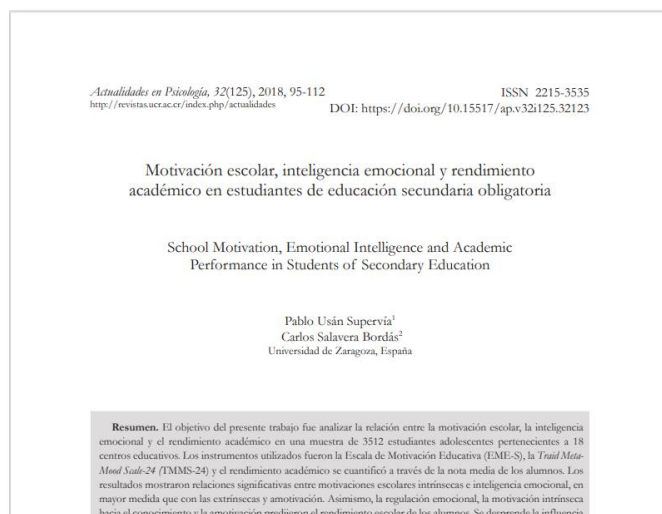 Actualidades en Psicología, 32(125), 2018, 95-112
ISSN 2215-3535
http://revistas.ucr.ac.cr/index.php/actualidades
DOI: https://doi.org/10.15517/ap.v32i125.32123
Motivación escolar, inteligencia emocional y rendimiento
académico en estudiantes de educación secundaria obligatoria
School Motivation, Emotional Intelligence and Academic
Performance in Students of Secondary Education
Pablo Usán Supervía¹
Carlos Salavera Bordás²
Universidad de Zaragoza, España
Resumen. El objetivo del presente trabajo fue analizar la relación entre la motivación escolar, la inteligencia
emocional y el rendimiento académico en una muestra de 3512 estudiantes adolescentes pertenecientes a 18
centros educativos. Los instrumentos utilizados fueron la Escala de Motivación Educativa (EME-S), la Traid Meta-
Mood Scale-24 (TMMS-24) y el rendimiento académico se cuantificó a través de la nota media de los alumnos. Los
resultados mostraron relaciones significativas entre motivaciones escolares intrínsecas e inteligencia emocional, en
mayor medida que con las extrínsecas y amotivación. Asimismo, la regulación emocional, la motivación intrínseca
hacia el conocimiento y la amotivación predijeron el rendimiento escolar de los alumnos. Se desprende la influencia